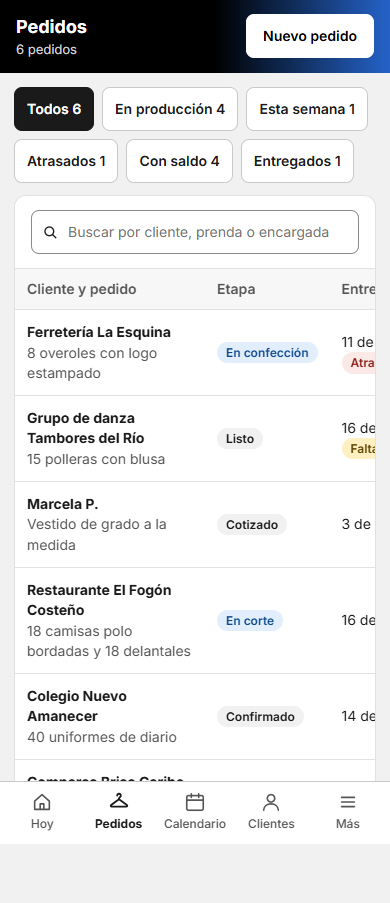 Pedidos
6 pedidos
Nuevo pedido
Todos 6
En producción 4
Esta semana 1
Atrasados 1
Con saldo 4
Entregados 1
Buscar por cliente, prenda o encargada
Cliente y pedido
Etapa
Entre
Ferretería La Esquina
8 overoles con logo
estampado
En confección
11 de
Atra
Grupo de danza
Tambores del Río
15 polleras con blusa
Listo
16 de
Falta
Marcela P.
Vestido de grado a la
medida
Cotizado
3 de
Restaurante El Fogón
Costeño
18 camisas polo
bordadas y 18 delantales
En corte
16 de
Colegio Nuevo
Amanecer
40 uniformes de diario
Confirmado
14 de
Hoy
Pedidos
Calendario
Clientes
Más